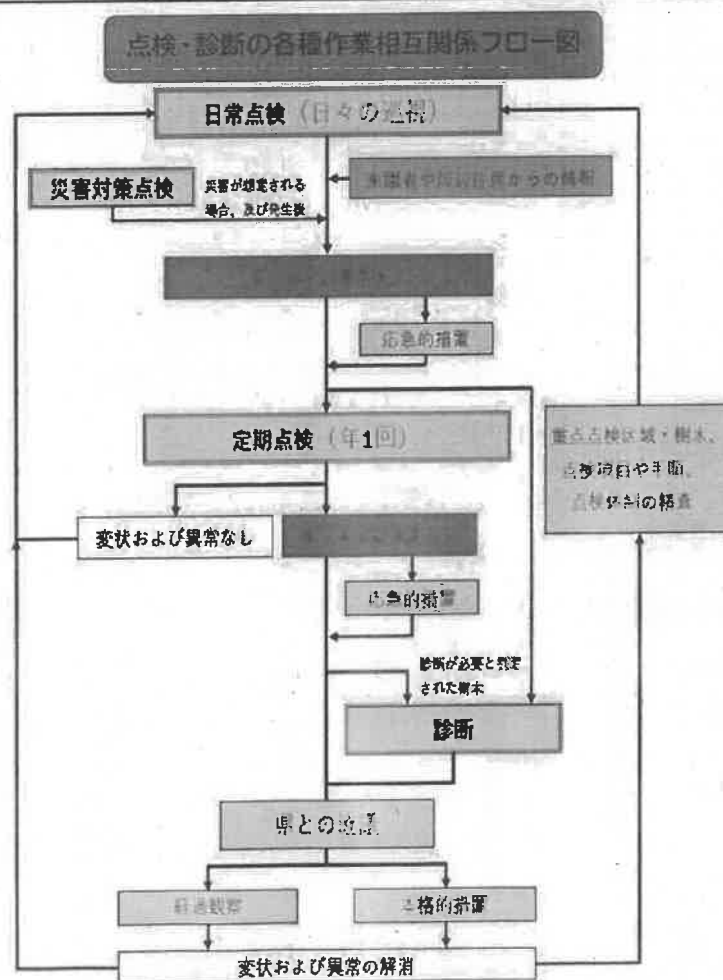 点検・診断の各種作業相互関係フロー図
日常点検（日々の巡視）
災害対策点検
災害が想定される
場合、及び発生後
応急的措置
定期点検（年1回）
重点点検区域・樹木、
点検項目や手順、
点検体制の精査
変状および異常なし
応急的措置
診断が必要と判定
された樹木
診断
県との協議
経過観察
本格的措置
変状および異常の解消